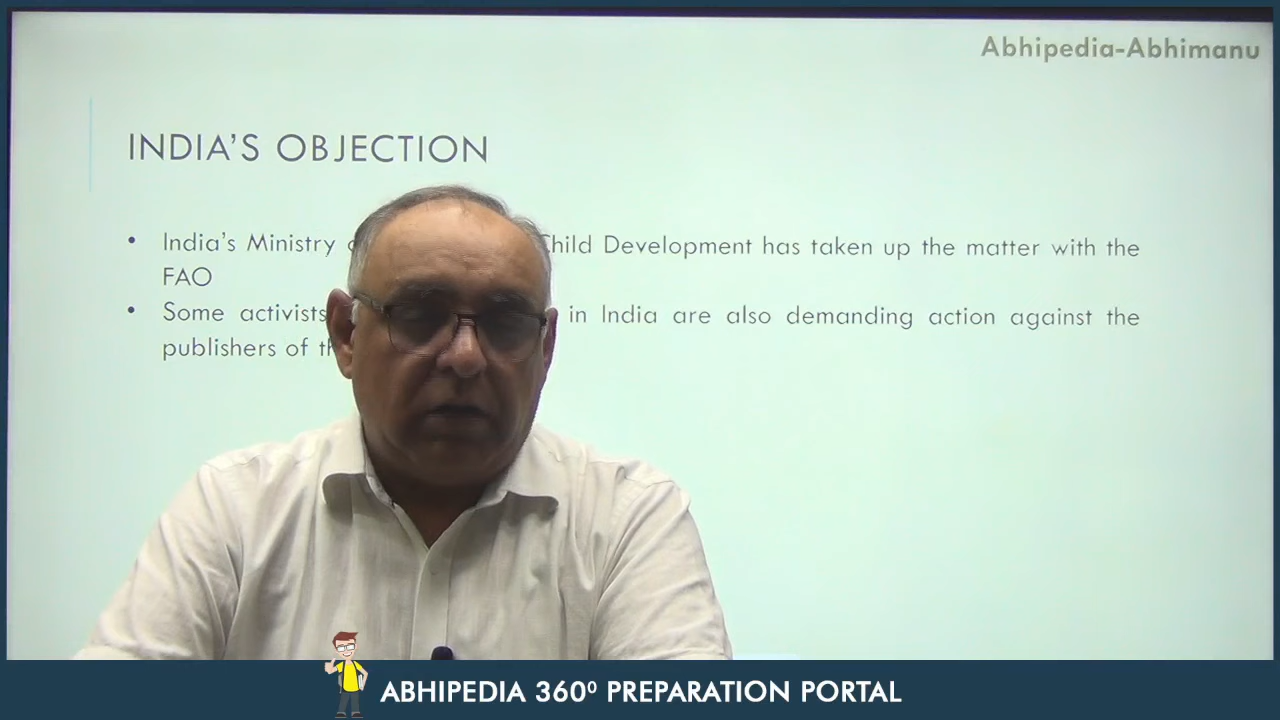 Abhipedia-Abhimanu
INDIA'S OBJECTION
• India's Ministry Child Development has taken up the matter with the
FAO
• Some activists in India are also demanding action against the
publishers of
ABHIPEDIA 360⁰ PREPARATION PORTAL